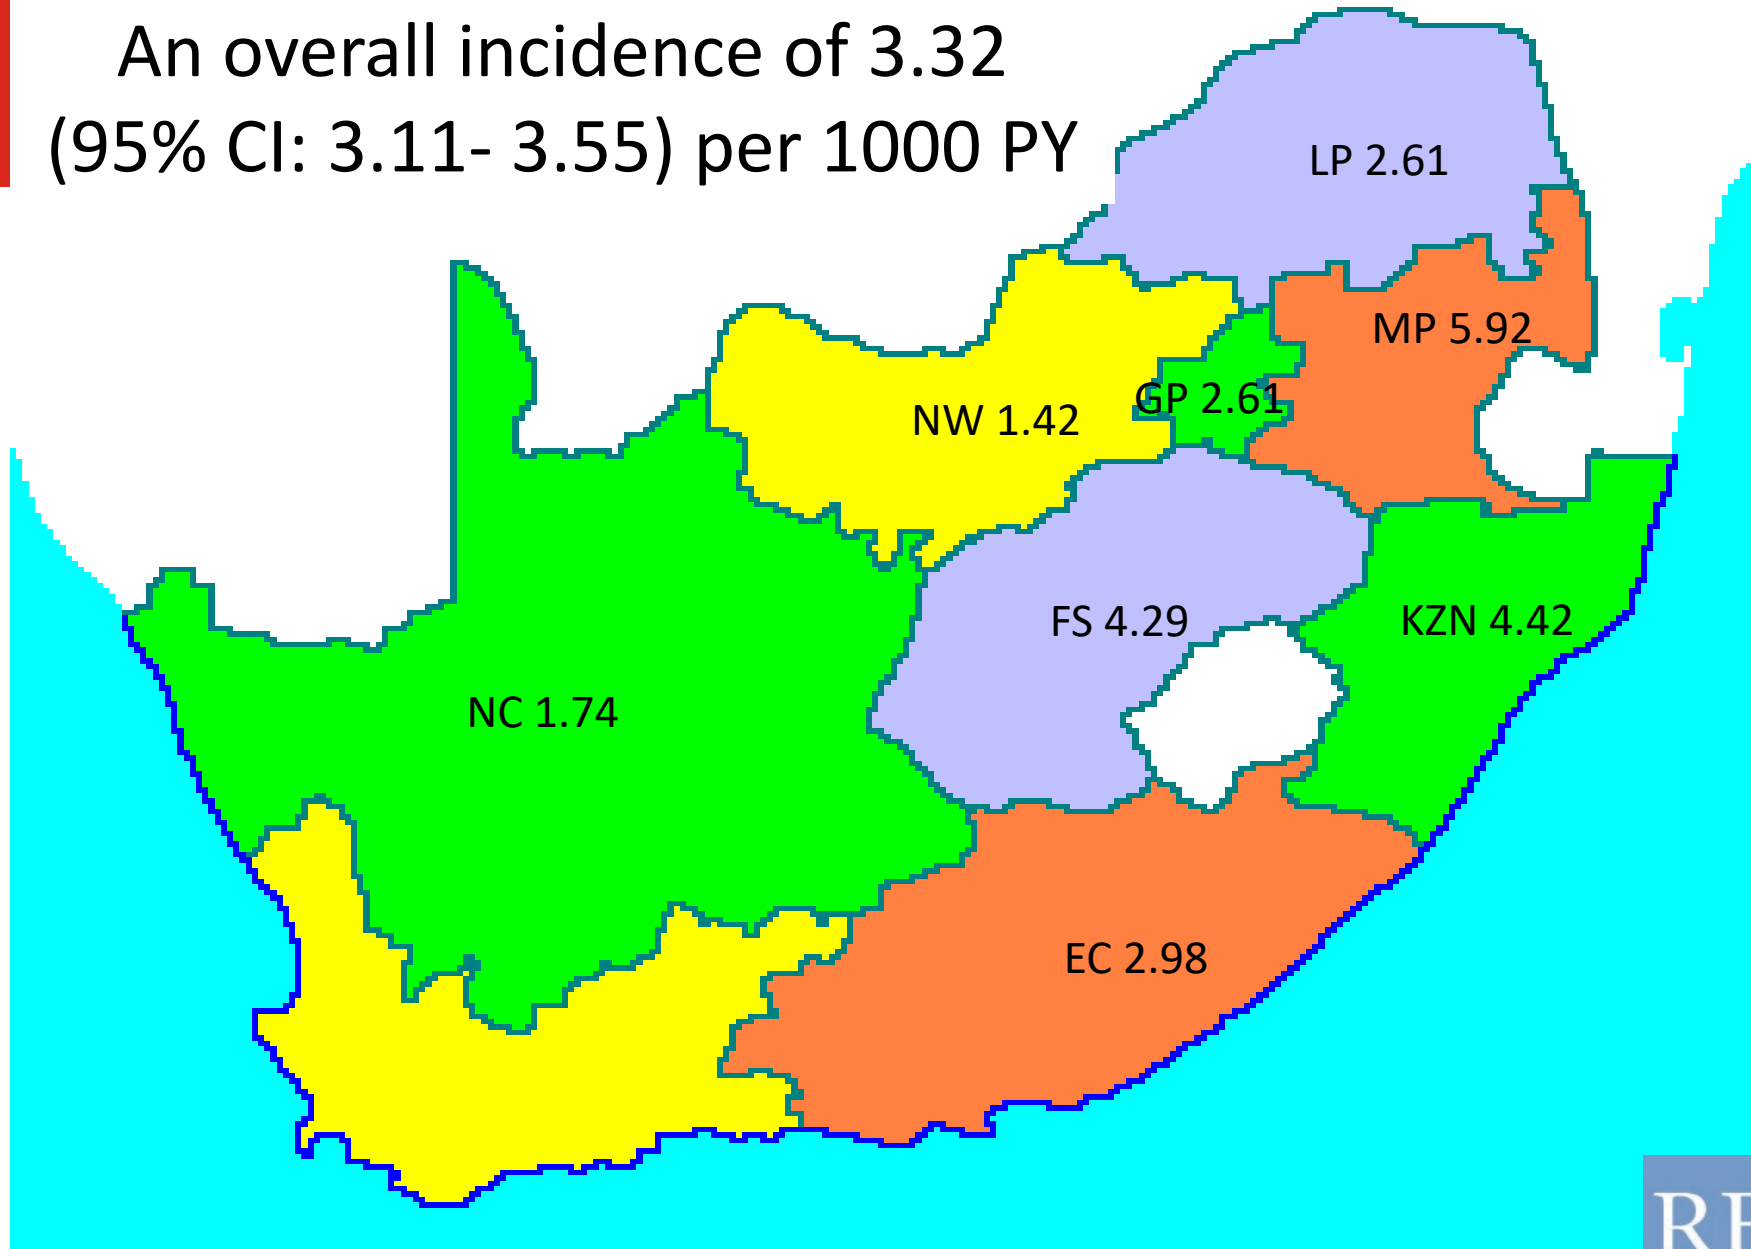 An overall incidence of 3.32
(95% CI: 3.11- 3.55) per 1000 PY
LP 2.61
MP 5.92
GP 2.61
NW 1.42
FS 4.29
KZN 4.42
NC 1.74
EC 2.98